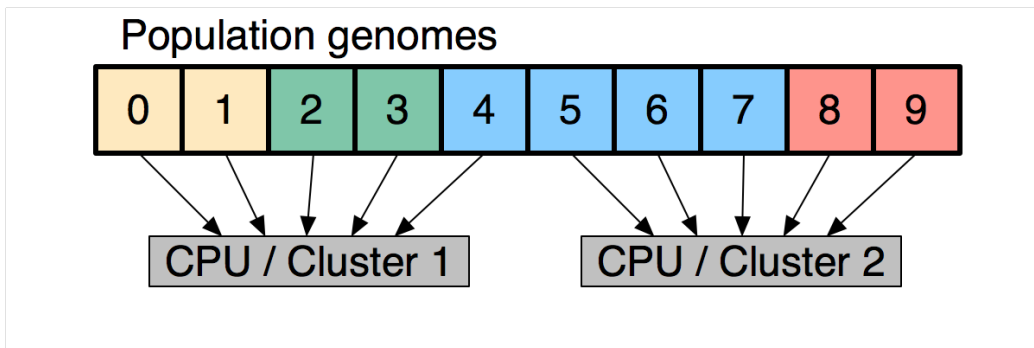 Population genomes
0 1 2 3 4 5 6 7 8 9
CPU / Cluster 1 CPU / Cluster 2